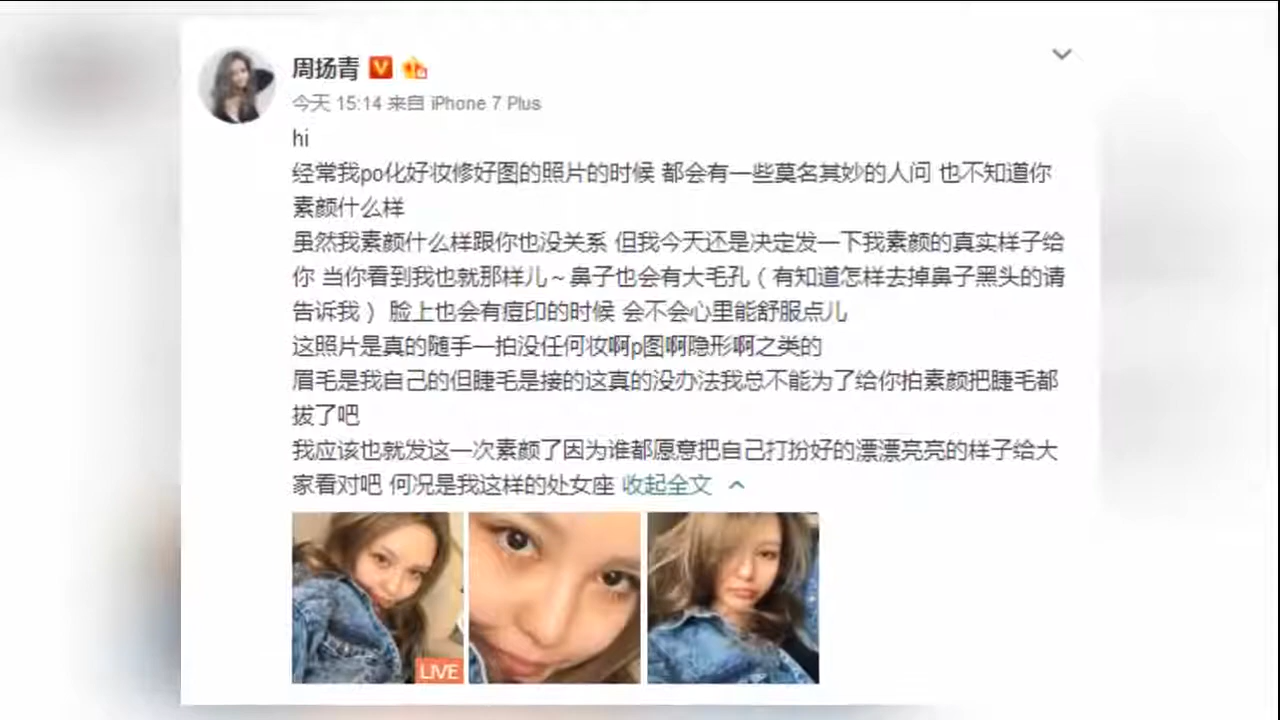 周扬青
今天 15:14 来自 iPhone 7 Plus
hi
经常我po化好妆修好图的照片的时候 都会有一些莫名其妙的人问 也不知道你
素颜什么样
虽然我素颜什么样跟你也没关系 但我今天还是决定发一下我素颜的真实样子给
你 当你看到我也就那样儿~鼻子也会有大毛孔（有知道怎样去掉鼻子黑头的请
告诉我） 脸上也会有痘印的时候 会不会心里能舒服点儿
这照片是真的随手一拍没任何妆啊p图啊隐形啊之类的
眉毛是我自己的但睫毛是接的这真的没办法我总不能为了给你拍素颜把睫毛都
拔了吧
我应该也就发这一次素颜了因为谁都愿意把自己打扮好的漂漂亮亮的样子给大
家看对吧 何况是我这样的处女座 收起全文
LIVE